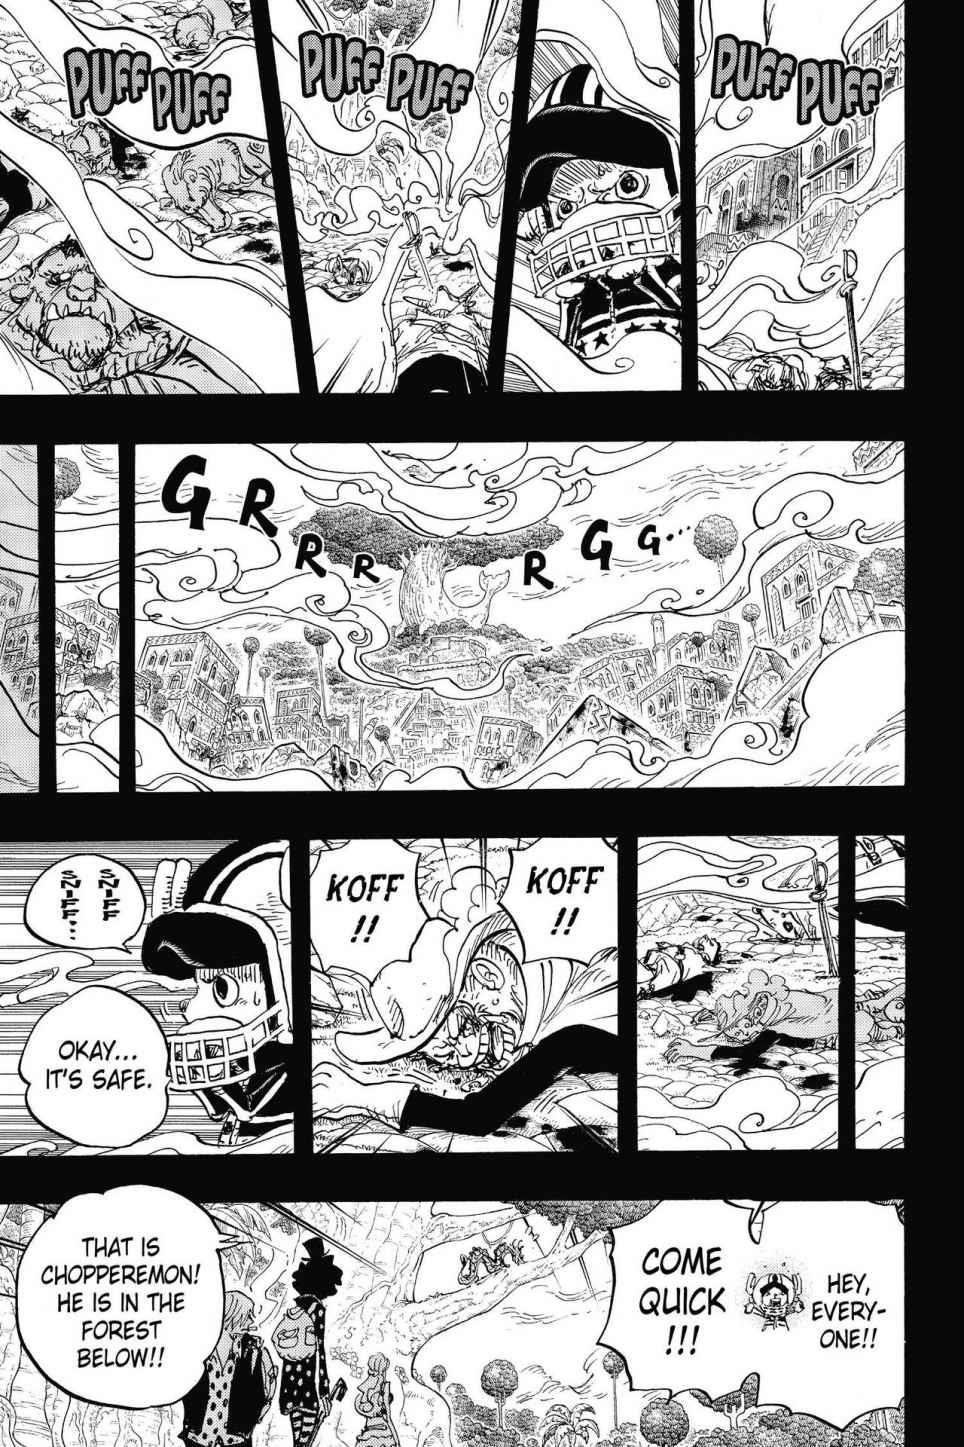 PUFF PUFF
PUFF PUFF
PUFF PUFF
GRRRRGG...
KOFF
!!
KOFF
!!
SNIFF
SNIFF...
OKAY...
IT'S SAFE.
HEY,
EVERY-
ONE!!
COME
QUICK
!!!
THAT IS
CHOPPEREMON!
HE IS IN THE
FOREST
BELOW!!